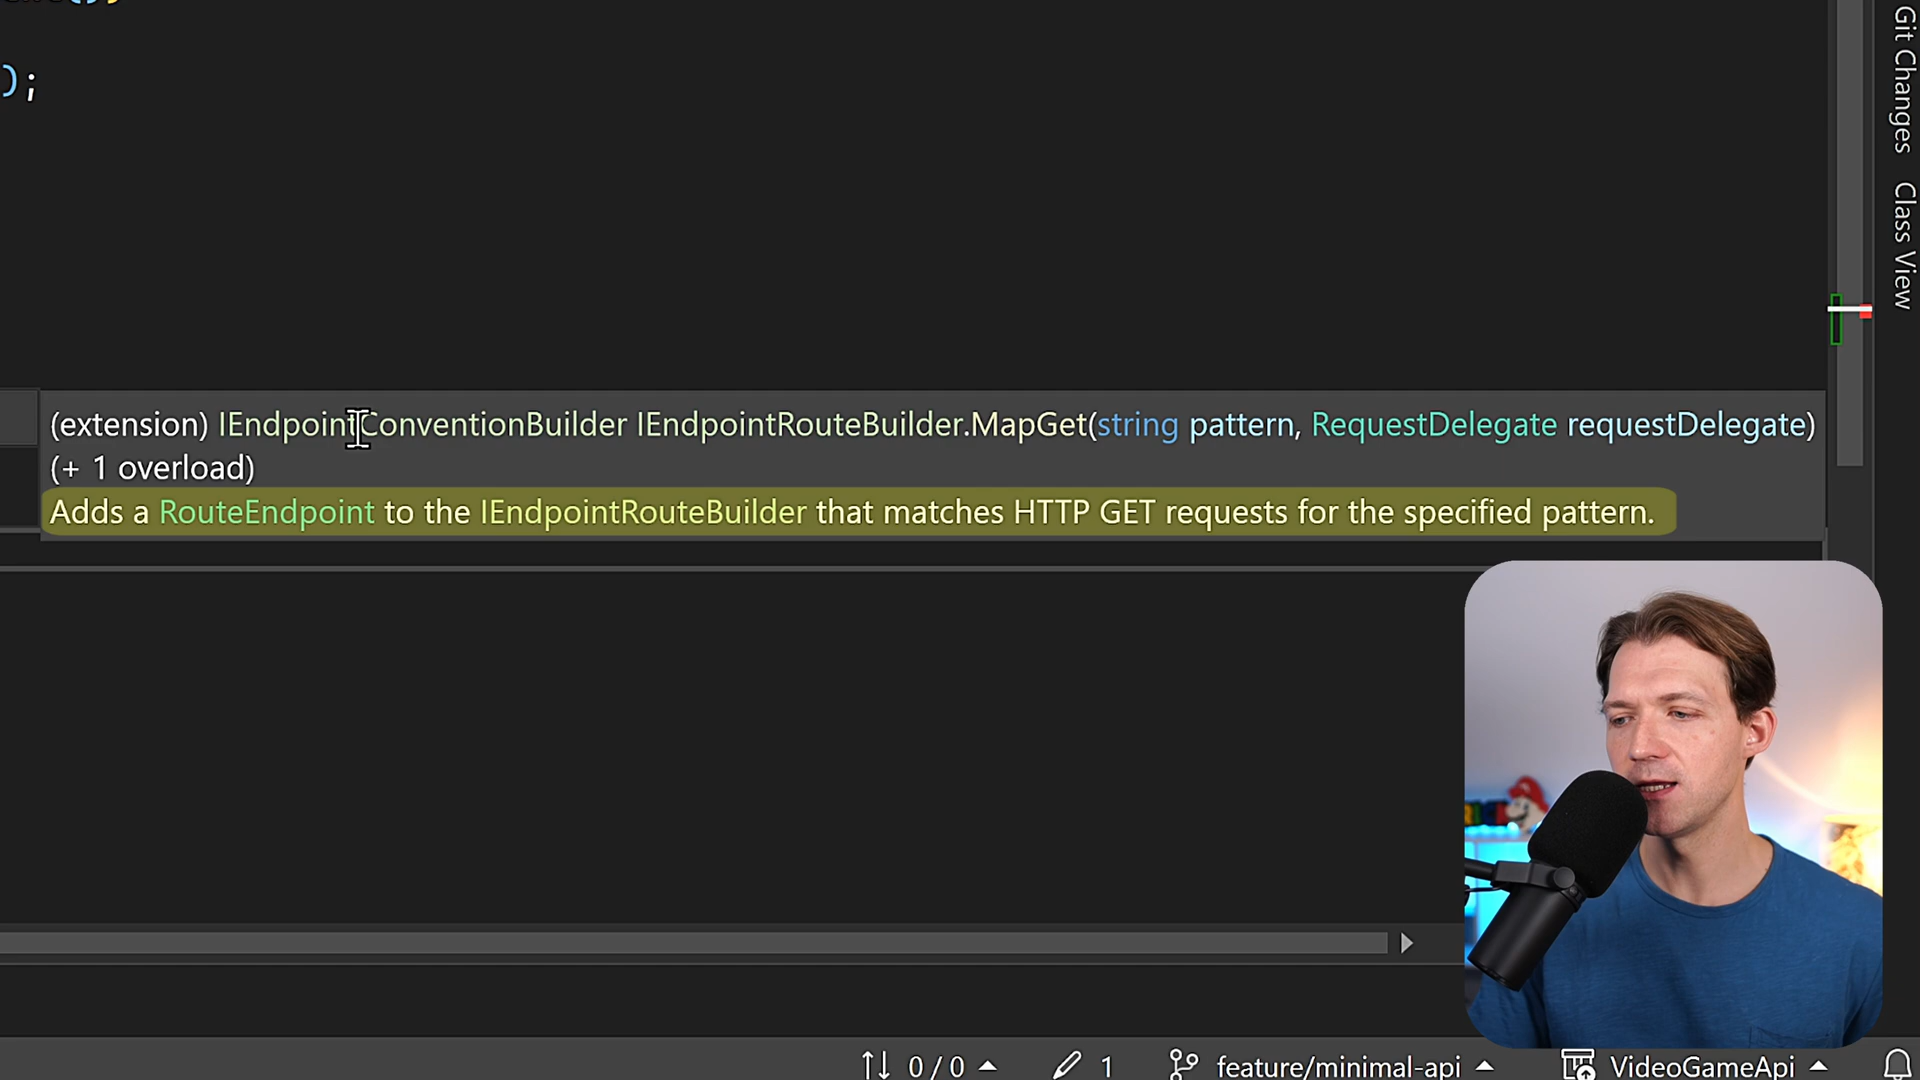 );
Git Changes
Class View
(extension) IEndpointConventionBuilder IEndpointRouteBuilder.MapGet(string pattern, RequestDelegate requestDelegate)
(+ 1 overload)
Adds a RouteEndpoint to the IEndpointRouteBuilder that matches HTTP GET requests for the specified pattern.
0 / 0
1
feature/minimal-api
VideoGameApi